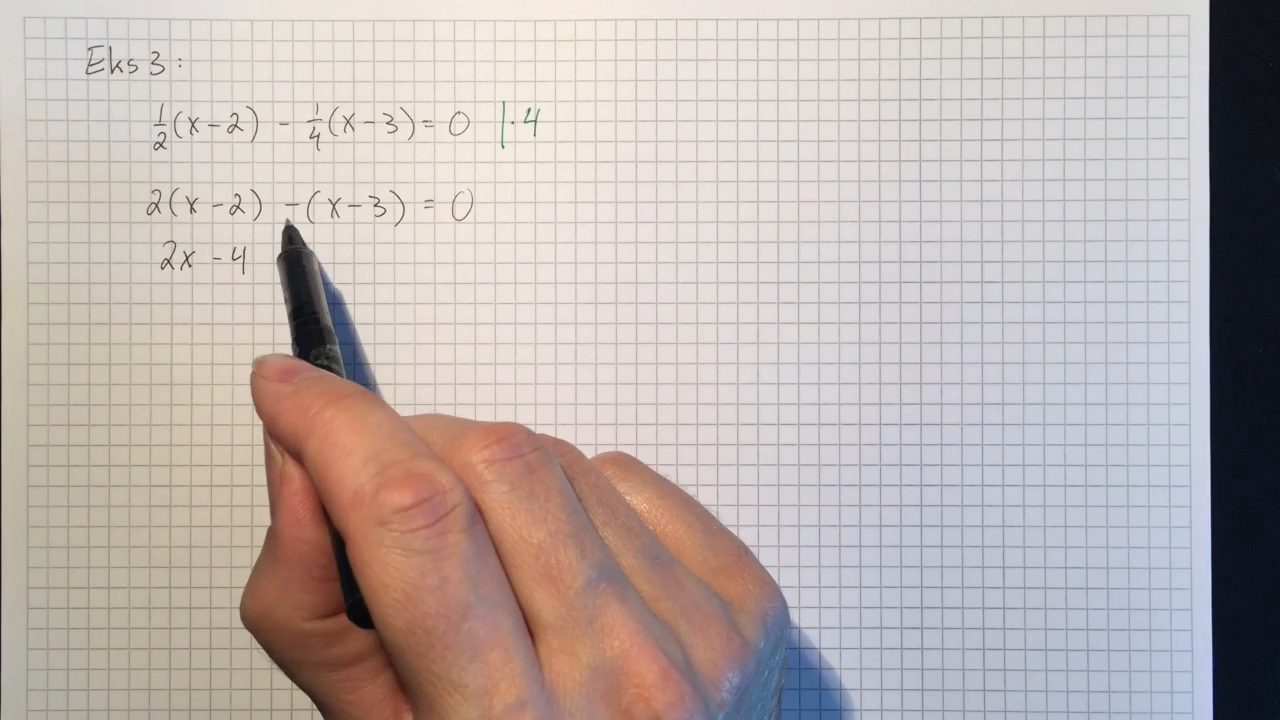 Eks 3:
½(x-2) - ¼(x-3) = 0 |·4
2(x-2) -(x-3) = 0
2x - 4